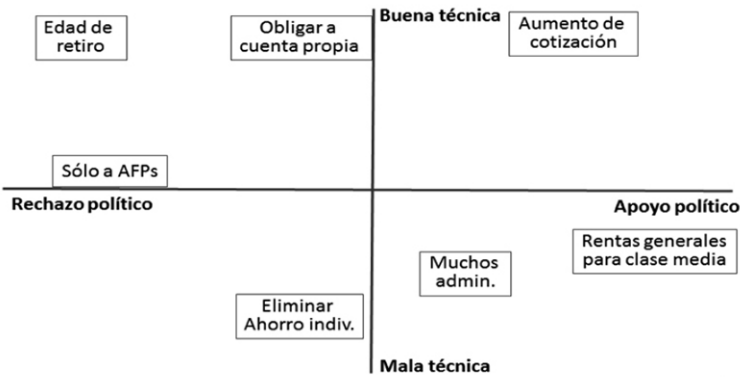 Edad de
retiro
Obligar a
cuenta propia
Buena técnica
Aumento de
cotización
Sólo a AFPs
Rechazo político
Apoyo político
Rentas generales
para clase media
Muchos
admin.
Eliminar
Ahorro indiv.
Mala técnica